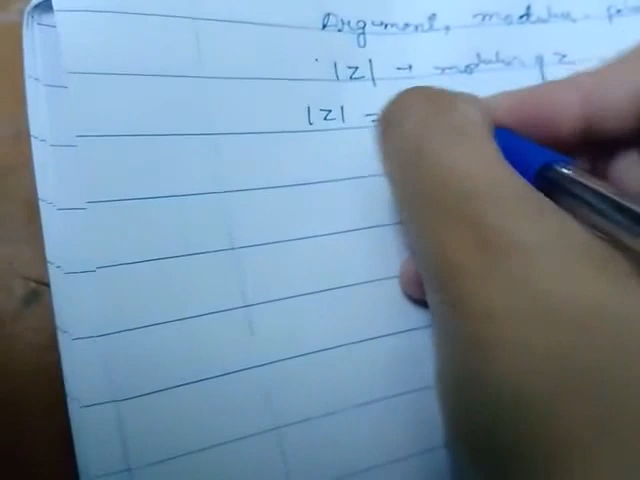 Argument, modulus
|Z| → modulus of Z
|Z| =